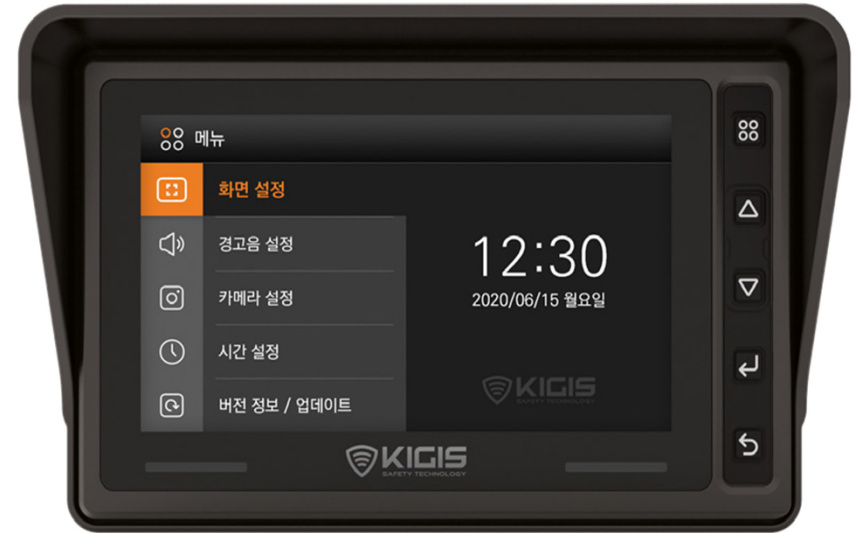 메뉴
화면 설정
경고음 설정
카메라 설정
시간 설정
버전 정보 / 업데이트
12:30
2020/06/15 월요일
KIGIS
SAFETY TECHNOLOGY
KIGIS
SAFETY TECHNOLOGY